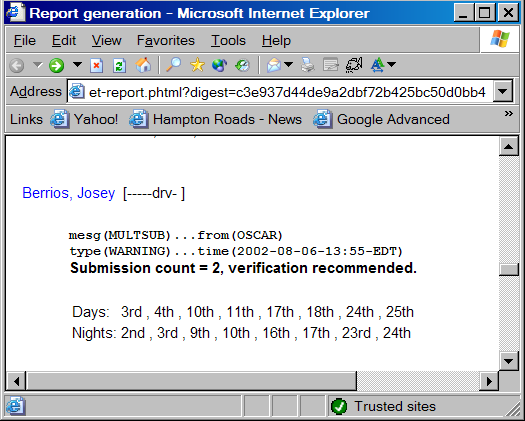 Report generation - Microsoft Internet Explorer
File Edit View Favorites Tools Help
Address et-report.phtml?digest=c3e937d44de9a2dbf72b425bc50d0bb4
Links Yahoo! Hampton Roads - News Google Advanced »
Berrios, Josey [-----drv- ]
mesg(MULTSUB)...from(OSCAR)
type(WARNING)...time(2002-08-06-13:55-EDT)
Submission count = 2, verification recommended.
Days: 3rd , 4th , 10th , 11th , 17th , 18th , 24th , 25th
Nights: 2nd , 3rd , 9th , 10th , 16th , 17th , 23rd , 24th
Trusted sites